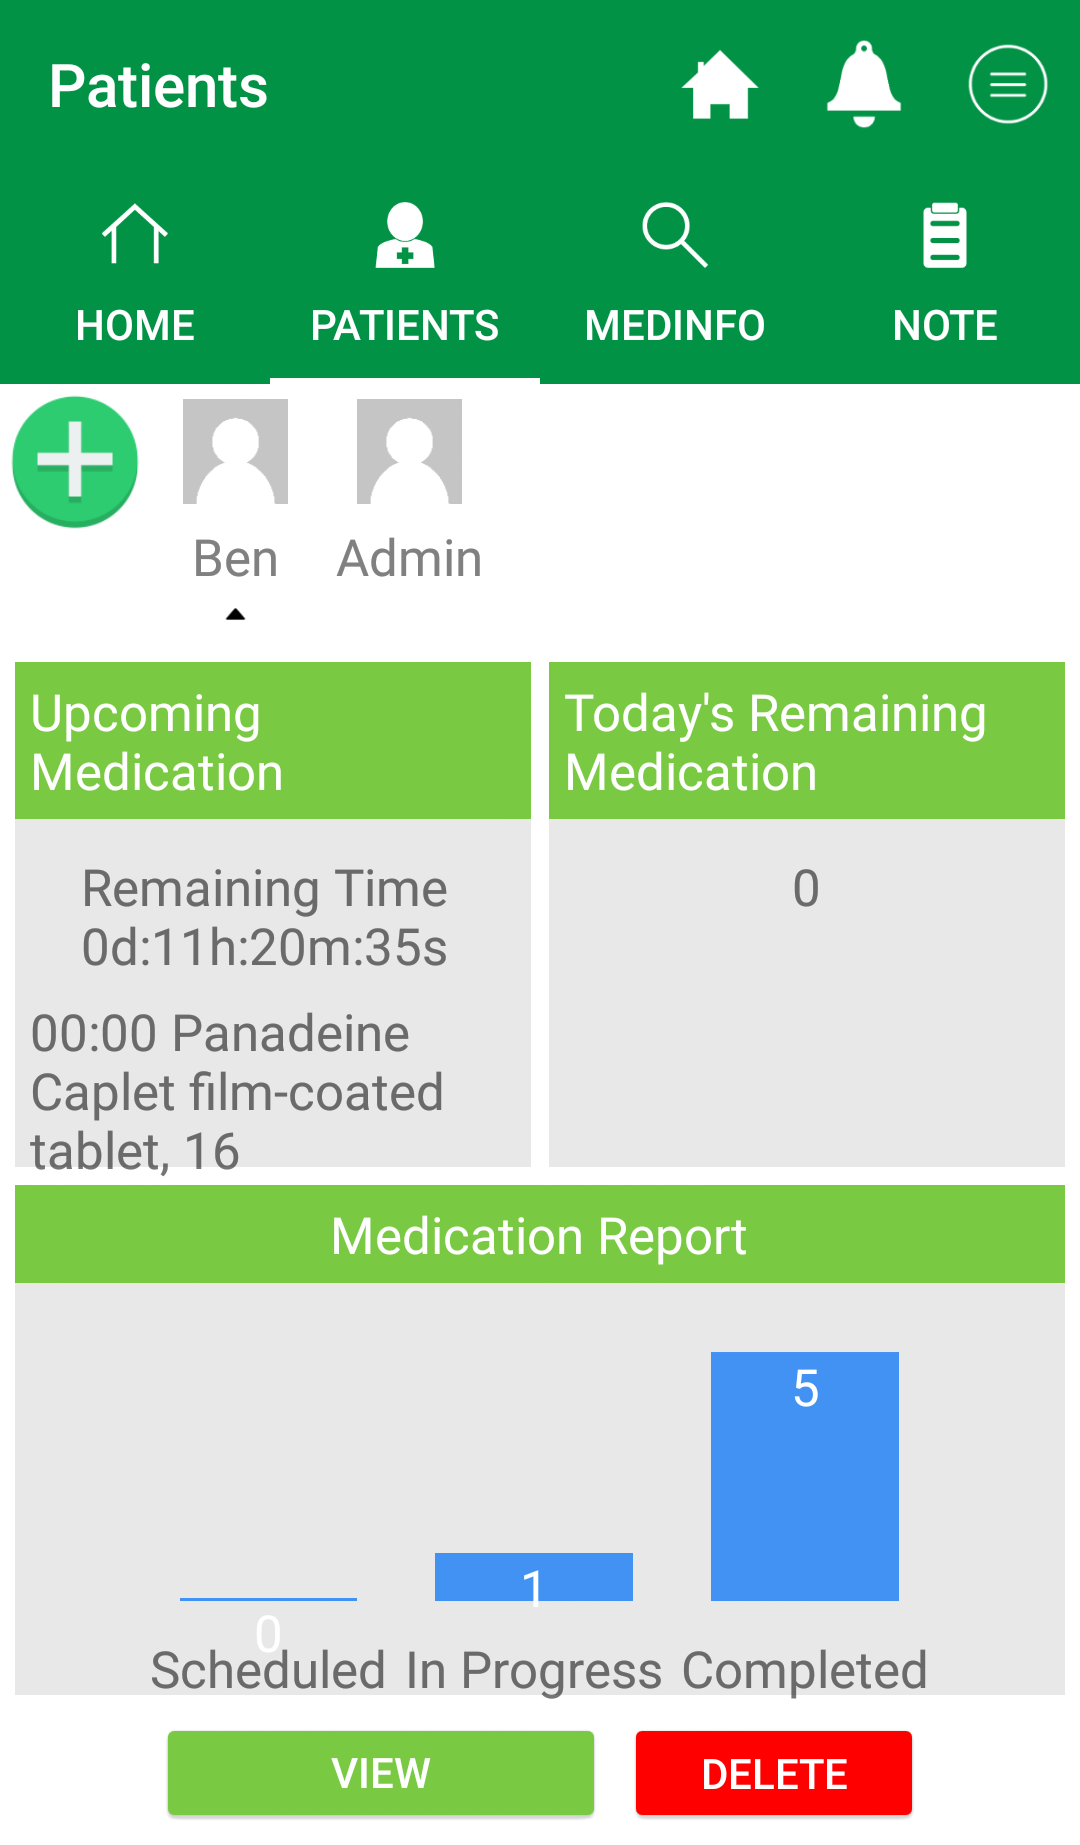 Patients
HOME
PATIENTS
MEDINFO
NOTE
Ben
Admin
Upcoming
Medication
Today's Remaining
Medication
Remaining Time
0d:11h:20m:35s
00:00 Panadeine
Caplet film-coated
tablet, 16
0
Medication Report
5
1
0
Scheduled
In Progress
Completed
VIEW
DELETE